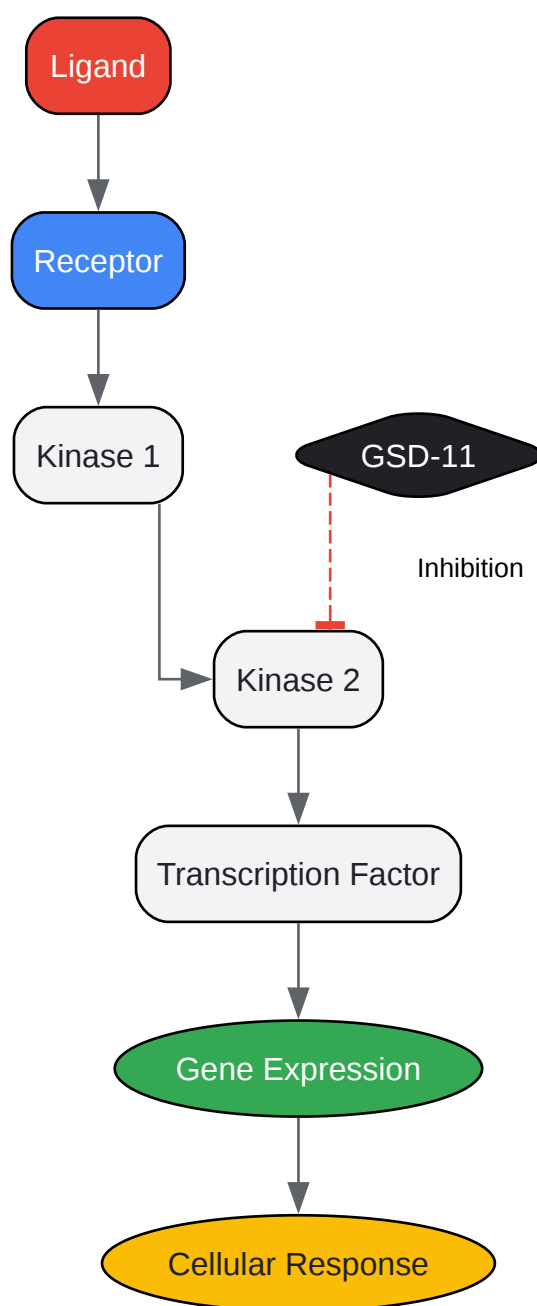 Ligand
Receptor
Kinase 1
GSD-11
Inhibition
Kinase 2
Transcription Factor
Gene Expression
Cellular Response